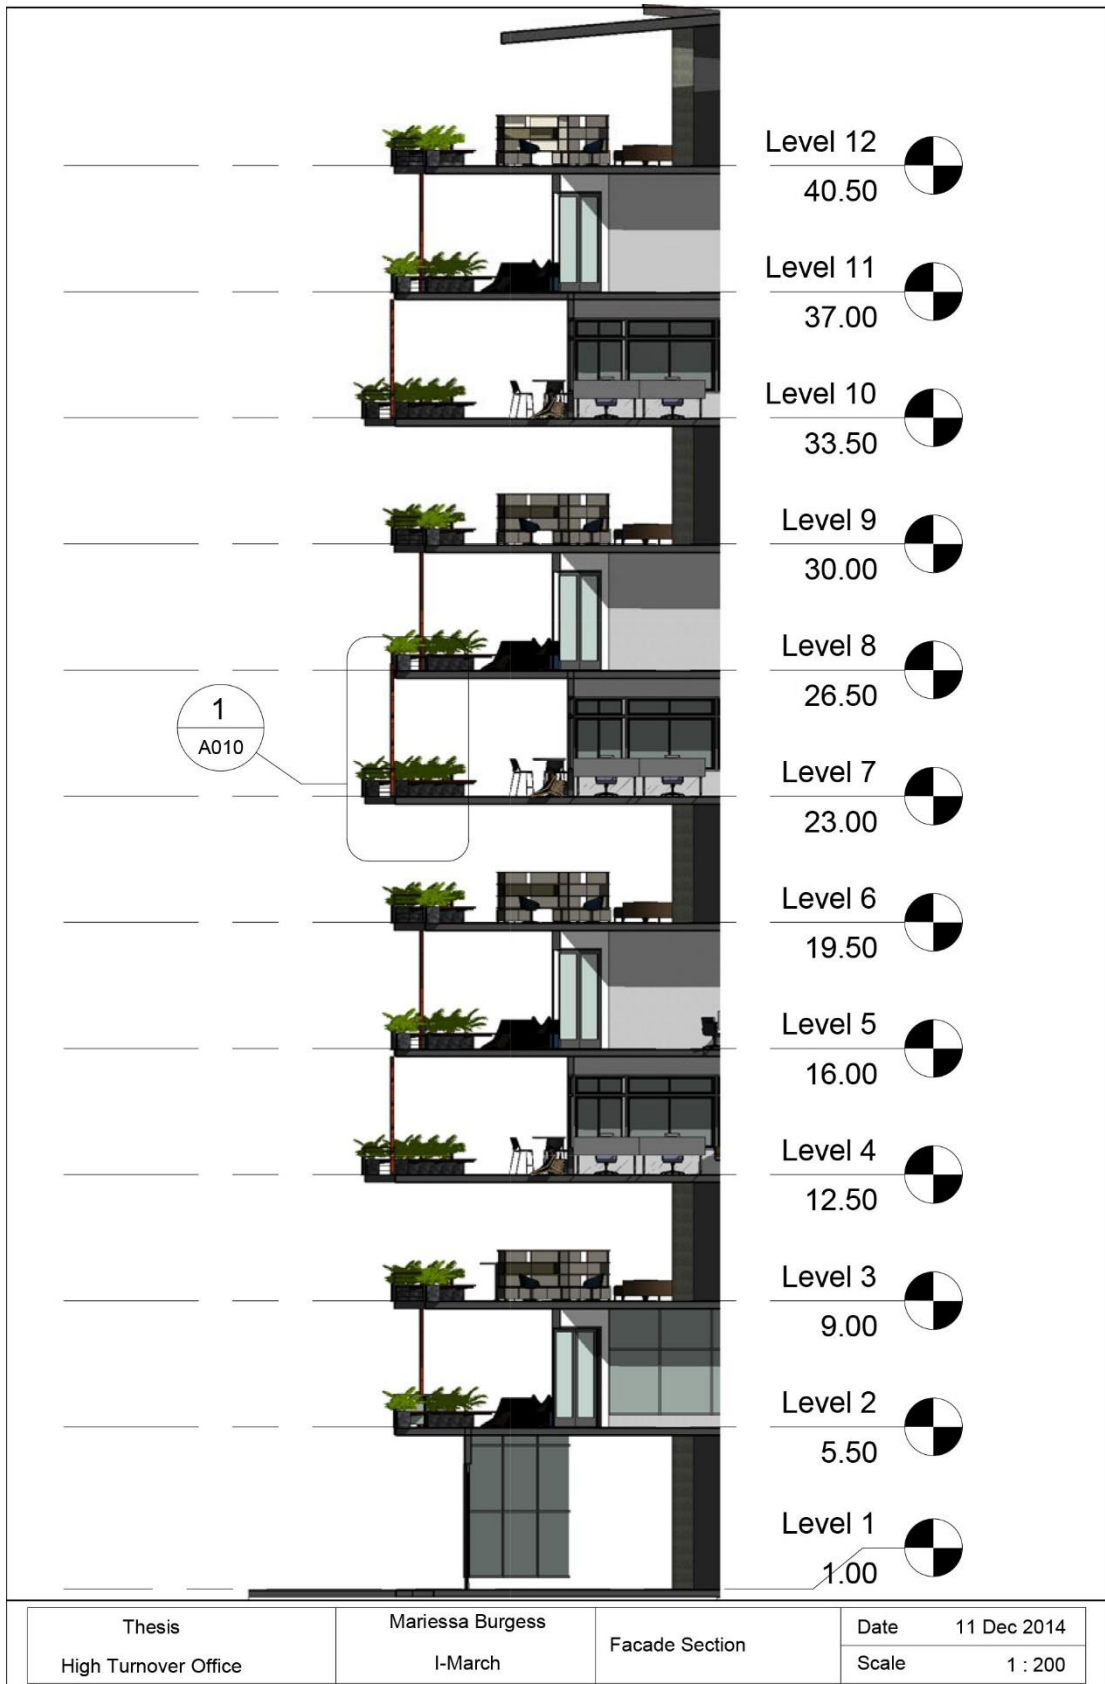 Level 12
40.50
Level 11
37.00
Level 10
33.50
Level 9
30.00
Level 8
26.50
1
A010
Level 7
23.00
Level 6
19.50
Level 5
16.00
Level 4
12.50
Level 3
9.00
Level 2
5.50
Level 1
1.00
Thesis
High Turnover Office
Mariessa Burgess
I-March
Facade Section
Date 11 Dec 2014
Scale 1 : 200